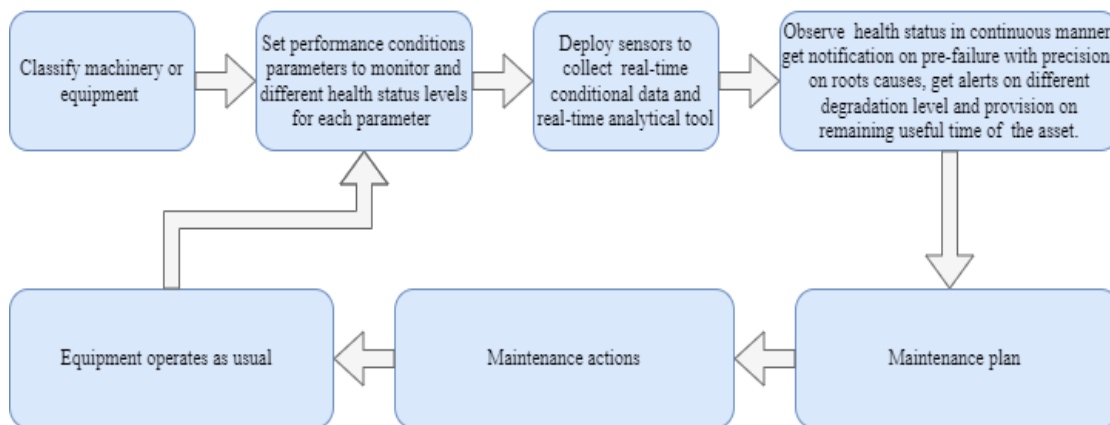 Classify machinery or
equipment
Set performance conditions
parameters to monitor and
different health status levels
for each parameter
Deploy sensors to
collect real-time
conditional data and
real-time analytical tool
Observe health status in continuous manner
get notification on pre-failure with precision
on roots causes, get alerts on different
degradation level and provision on
remaining useful time of the asset.
Equipment operates as usual
Maintenance actions
Maintenance plan